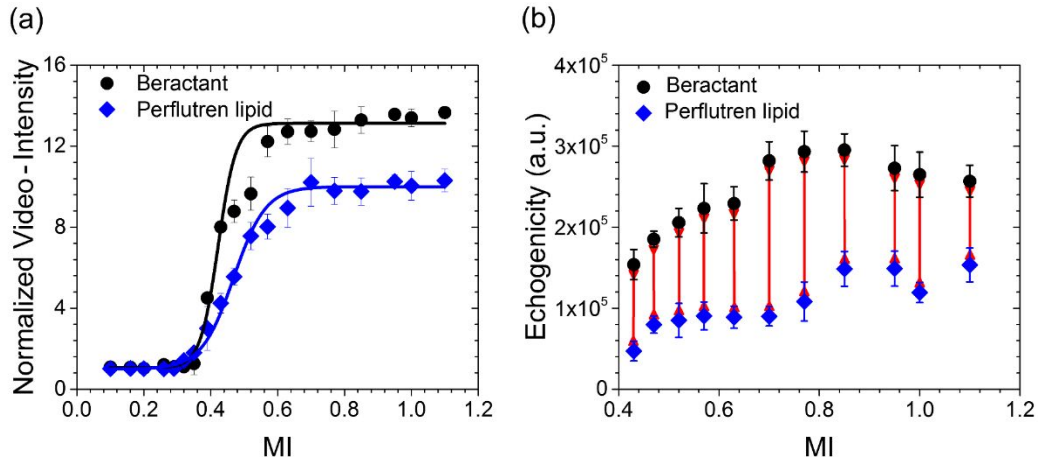 (a)
Normalized Video-Intensity
16
12
8
4
0
Beractant
Perflutren lipid
0.0 0.2 0.4 0.6 0.8 1.0 1.2
MI
(b)
Echogenicity (a.u.)
4x10⁵
3x10⁵
2x10⁵
1x10⁵
0
Beractant
Perflutren lipid
0.4 0.6 0.8 1.0 1.2
MI